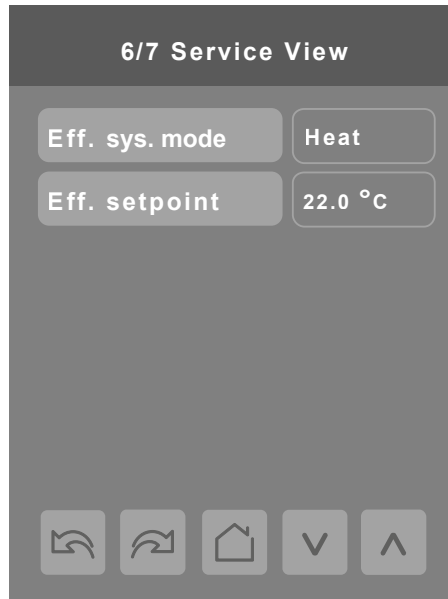 6/7 Service View
Eff. sys. mode Heat
Eff. setpoint 22.0 °C